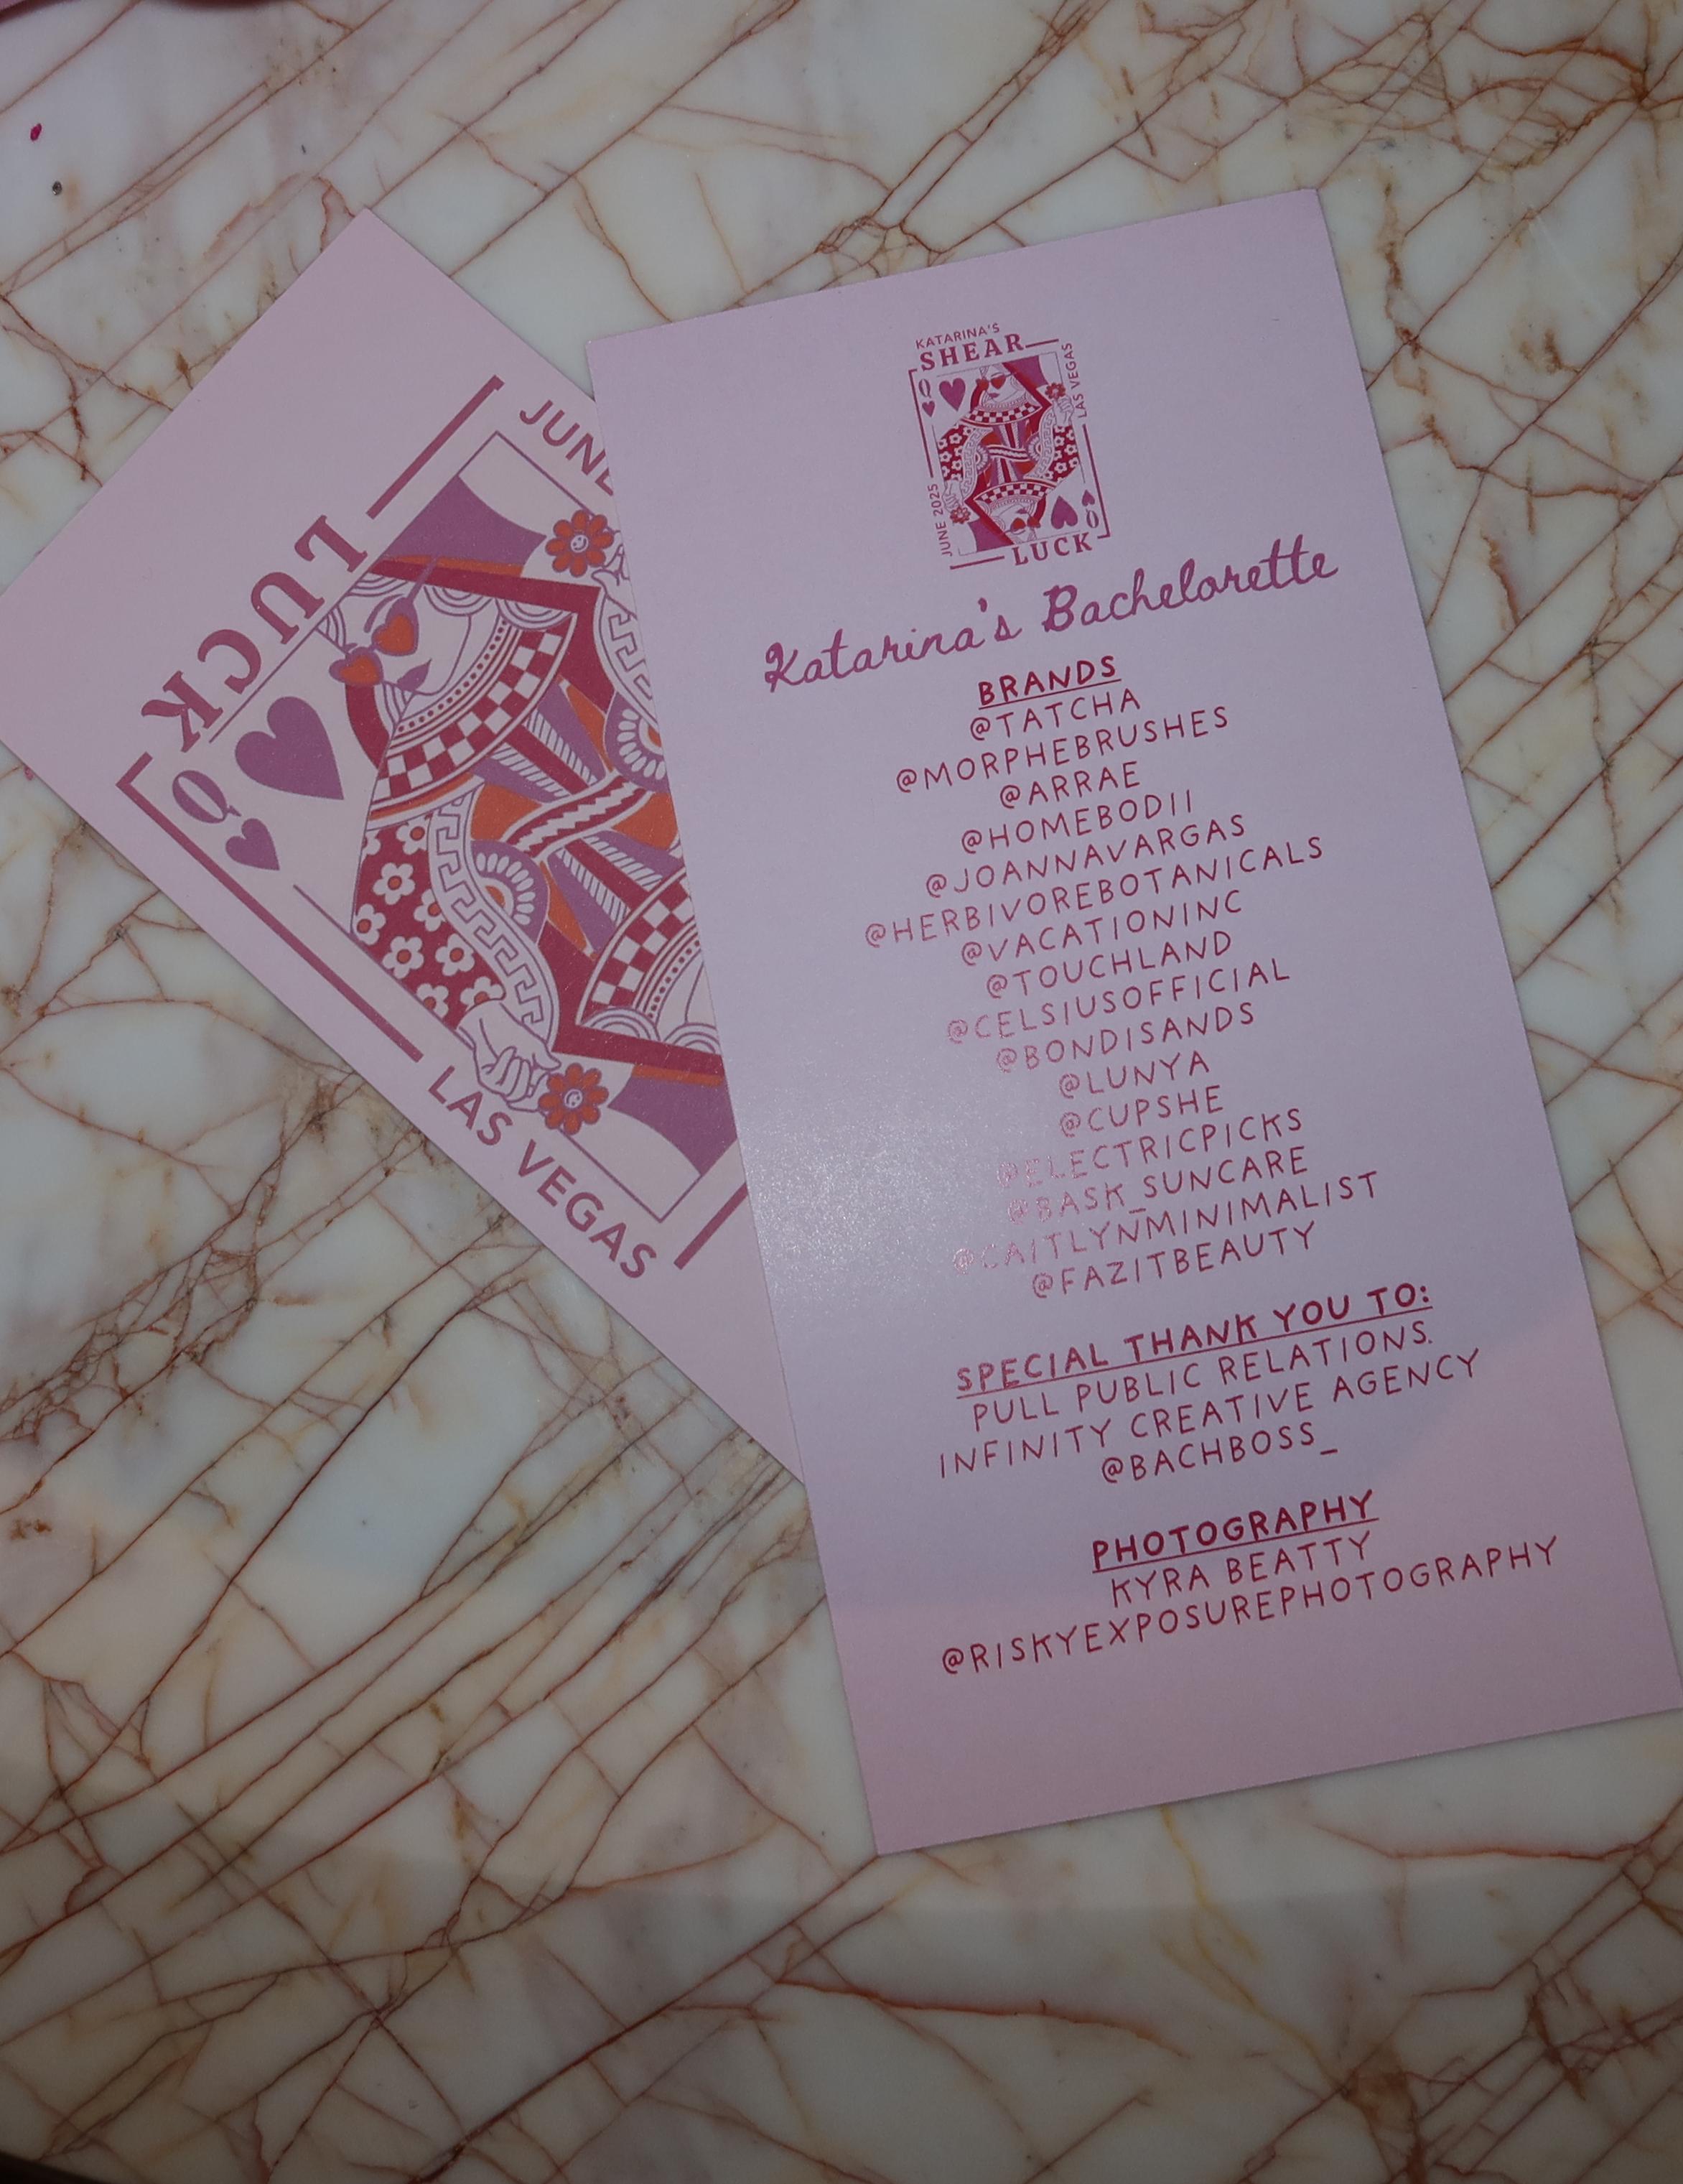 LUCK
JUNE
Q
LAS VEGAS
KATARINA'S
SHEAR
LAS VEGAS
Q
JUNE 2025
Q
LUCK
Katarina's Bachelorette
BRANDS
@TATCHA
@MORPHEBRUSHES
@ARRAE
@HOMEBODII
@JOANNAVARGAS
@HERBIVOREBOTANICALS
@VACATIONINC
@TOUCHLAND
@CELSIUSOFFICIAL
@BONDISANDS
@LUNYA
@CUPSHE
@ELECTRICPICKS
@BASK_SUNCARE
@CAITLYNMINIMALIST
@FAZITBEAUTY
SPECIAL THANK YOU TO:
PULL PUBLIC RELATIONS.
INFINITY CREATIVE AGENCY
@BACHBOSS_
PHOTOGRAPHY
KYRA BEATTY
@RISKYEXPOSUREPHOTOGRAPHY